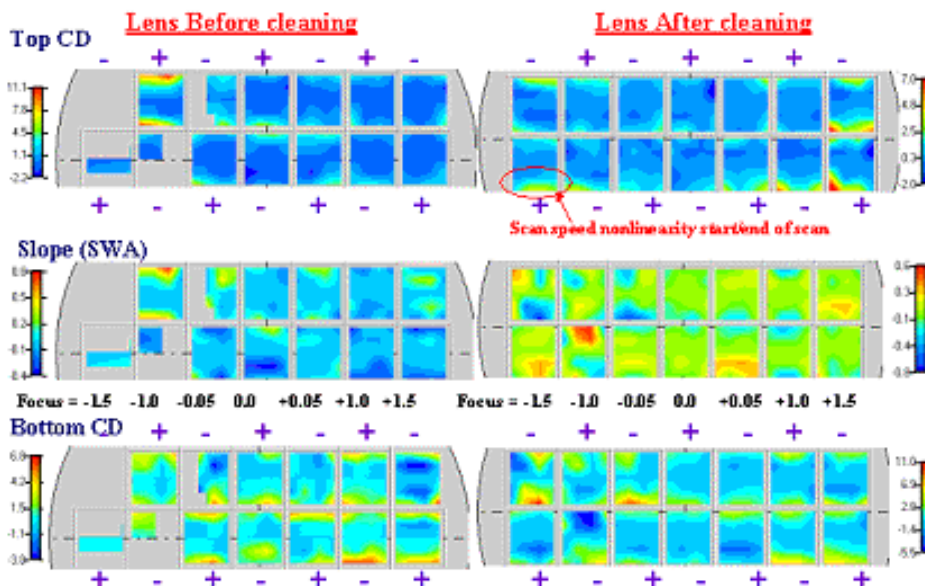 Lens Before cleaning Lens After cleaning
Top CD
- + - + - + - - + - + - + -
11.1 7.0
7.8 4.8
4.5 2.5
1.1 0.3
-2.2 -2.0
+ - + - + - + + - + - + - +
Scan speed nonlinearity start/end of scan
Slope (SWA)
0.5 0.6
0.2 0.2
-0.1 -0.1
-0.4 -0.4
Focus = -1.5 -1.0 -0.05 0.0 +0.05 +1.0 +1.5 Focus = -1.5 -1.0 -0.05 0.0 +0.05 +1.0 +1.5
Bottom CD
+ - + - + - - + - + - + -
4.2 11.0
1.5 7.0
-1.1 2.9
+ - + - + - + + - + - + - +